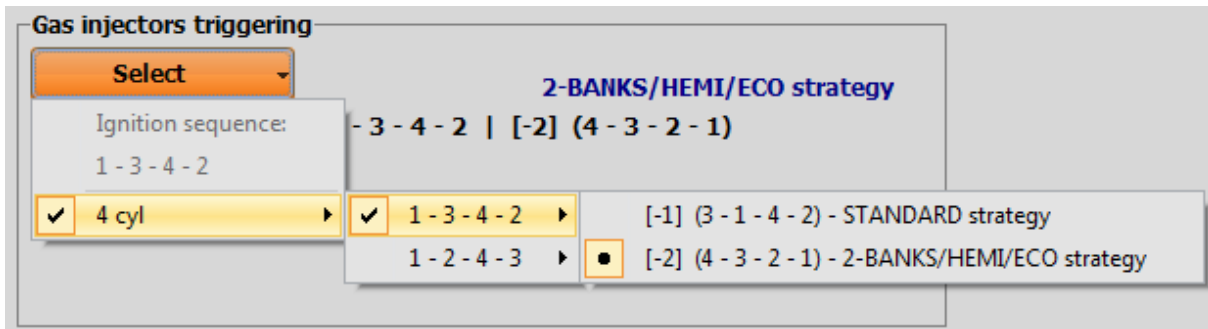 Gas injectors triggering
Select
2-BANKS/HEMI/ECO strategy
Ignition sequence:
- 3 - 4 - 2 | [-2] (4 - 3 - 2 - 1)
1 - 3 - 4 - 2
4 cyl
1 - 3 - 4 - 2
[-1] (3 - 1 - 4 - 2) - STANDARD strategy
1 - 2 - 4 - 3
[-2] (4 - 3 - 2 - 1) - 2-BANKS/HEMI/ECO strategy